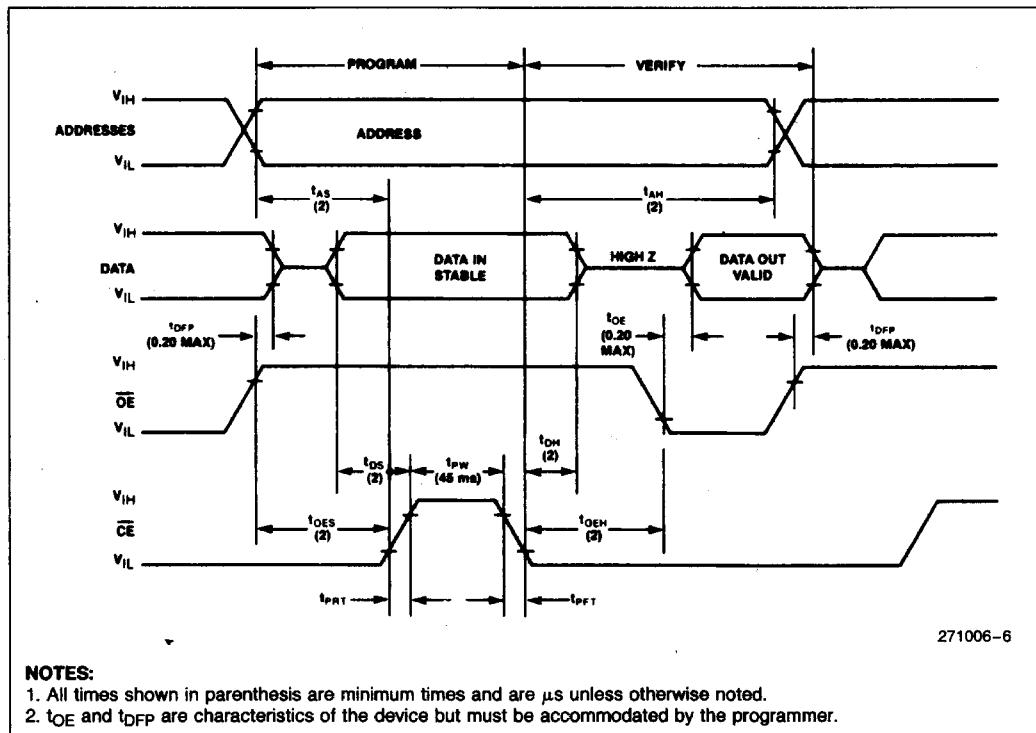 PROGRAM
VERIFY
VIH
ADDRESSES
ADDRESS
VIL
tAS
(2)
tAH
(2)
VIH
DATA
DATA IN
STABLE
HIGH Z
DATA OUT
VALID
VIL
tDFP
(0.20 MAX)
tOE
(0.20
MAX)
tDFP
(0.20 MAX)
VIH
OE
VIL
tDS
(2)
tPW
(45 ms)
tDH
(2)
VIH
CE
tOES
(2)
tOEH
(2)
VIL
tPRT
tPFT
271006-6
NOTES:
1. All times shown in parenthesis are minimum times and are μs unless otherwise noted.
2. tOE and tDFP are characteristics of the device but must be accommodated by the programmer.